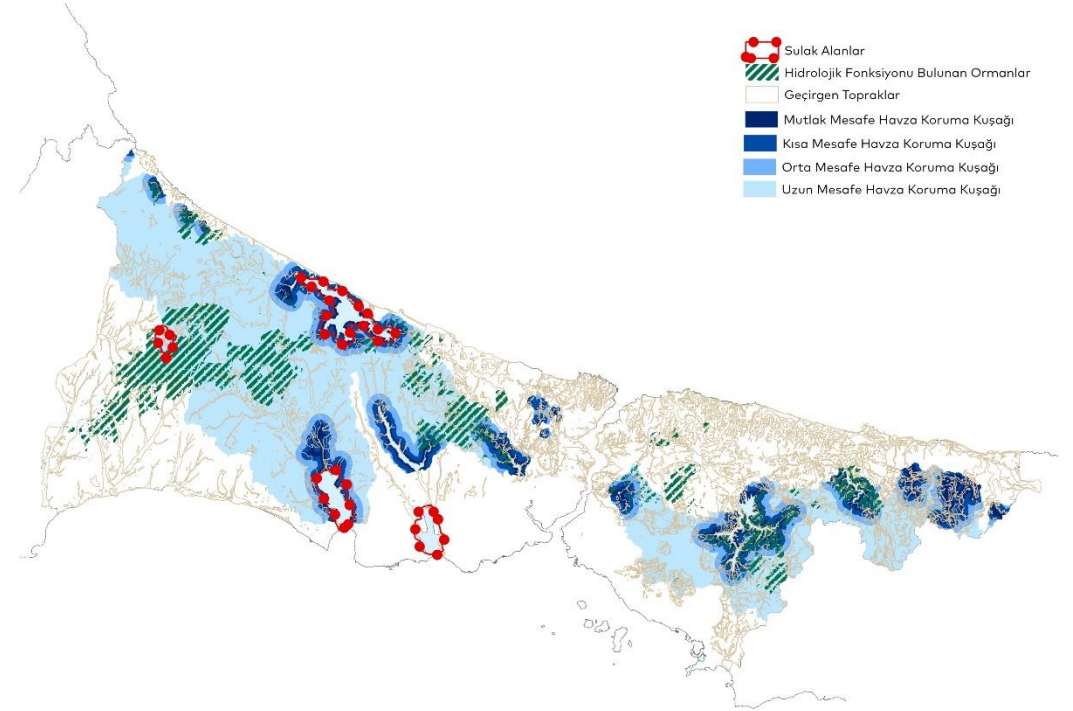 Sulak Alanlar
Hidrolojik Fonksiyonu Bulunan Ormanlar
Geçirgen Topraklar
Mutlak Mesafe Havza Koruma Kuşağı
Kısa Mesafe Havza Koruma Kuşağı
Orta Mesafe Havza Koruma Kuşağı
Uzun Mesafe Havza Koruma Kuşağı